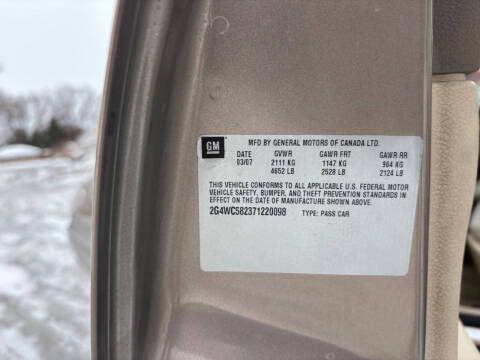 GM
MFD BY GENERAL MOTORS OF CANADA LTD.
DATE GVWR GAWR FRT GAWR RR
03/07 2111 KG 1147 KG 964 KG
4652 LB 2528 LB 2124 LB
THIS VEHICLE CONFORMS TO ALL APPLICABLE U.S. FEDERAL MOTOR
VEHICLE SAFETY, BUMPER, AND THEFT PREVENTION STANDARDS IN
EFFECT ON THE DATE OF MANUFACTURE SHOWN ABOVE.
2G4WC582371220098 TYPE: PASS CAR